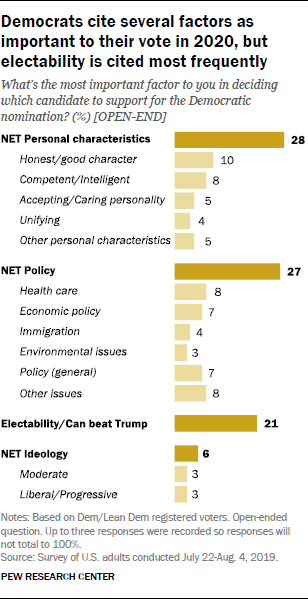 Democrats cite several factors as
important to their vote in 2020, but
electability is cited most frequently
What's the most important factor to you in deciding
which candidate to support for the Democratic
nomination? (%) [OPEN-END]
NET Personal characteristics 28
Honest/good character 10
Competent/Intelligent 8
Accepting/Caring personality 5
Unifying 4
Other personal characteristics 5
NET Policy 27
Health care 8
Economic policy 7
Immigration 4
Environmental issues 3
Policy (general) 7
Other issues 8
Electability/Can beat Trump 21
NET Ideology 6
Moderate 3
Liberal/Progressive 3
Notes: Based on Dem/Lean Dem registered voters. Open-ended
question. Up to three responses were recorded so responses will
not total to 100%.
Source: Survey of U.S. adults conducted July 22-Aug. 4, 2019.
PEW RESEARCH CENTER